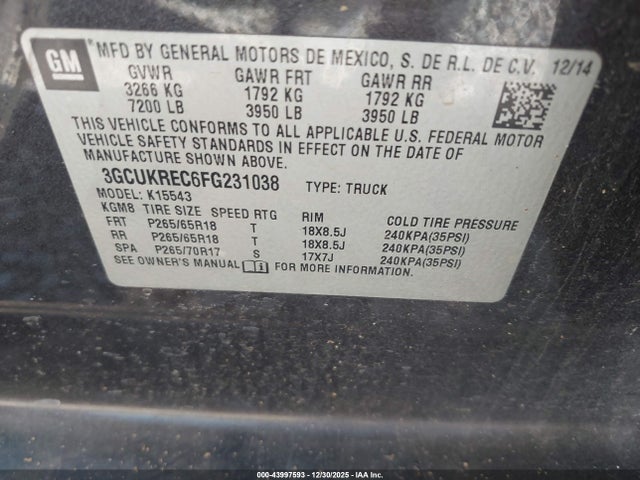 GM
MFD BY GENERAL MOTORS DE MEXICO, S. DE R.L. DE C.V. 12/14
GVWR GAWR FRT GAWR RR
3266 KG 1792 KG 1792 KG
7200 LB 3950 LB 3950 LB
THIS VEHICLE CONFORMS TO ALL APPLICABLE U.S. FEDERAL MOTOR
VEHICLE SAFETY STANDARDS IN EFFECT ON THE DATE OF
MANUFACTURE SHOWN ABOVE.
3GCUKREC6FG231038 TYPE: TRUCK
MODEL: K15543
KGM8 TIRE SIZE SPEED RTG RIM COLD TIRE PRESSURE
FRT P265/65R18 T 18X8.5J 240KPA(35PSI)
RR P265/65R18 T 18X8.5J 240KPA(35PSI)
SPA P265/70R17 S 17X7J 240KPA(35PSI)
SEE OWNER'S MANUAL FOR MORE INFORMATION.
000-43997593 - 12/30/2025 - IAA Inc.